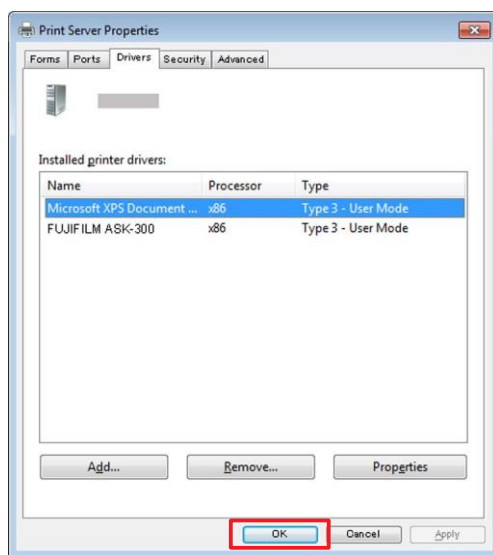 Print Server Properties
Forms Ports Drivers Security Advanced
Installed printer drivers:
Name Processor Type
Microsoft XPS Document ... x86 Type 3 - User Mode
FUJIFILM ASK-300 x86 Type 3 - User Mode
Add... Remove... Properties
OK Cancel Apply